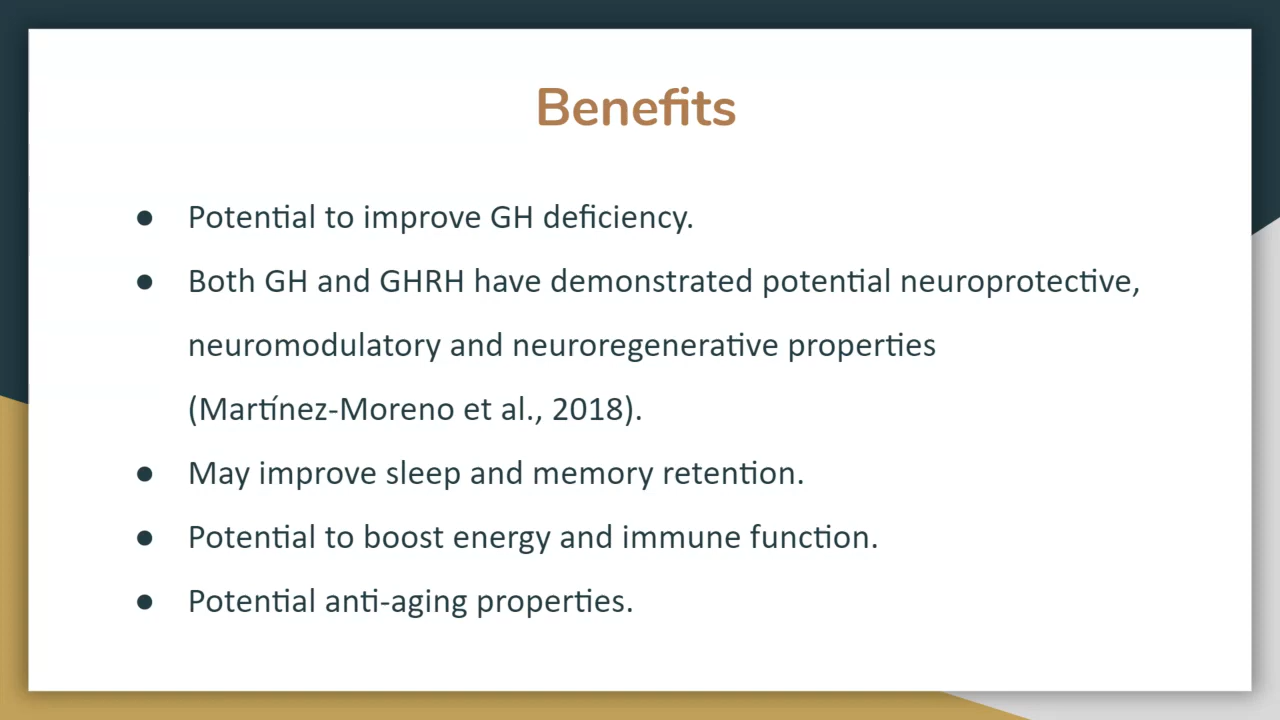 Benefits
● Potential to improve GH deficiency.
● Both GH and GHRH have demonstrated potential neuroprotective,
neuromodulatory and neuroregenerative properties
(Martínez-Moreno et al., 2018).
● May improve sleep and memory retention.
● Potential to boost energy and immune function.
● Potential anti-aging properties.